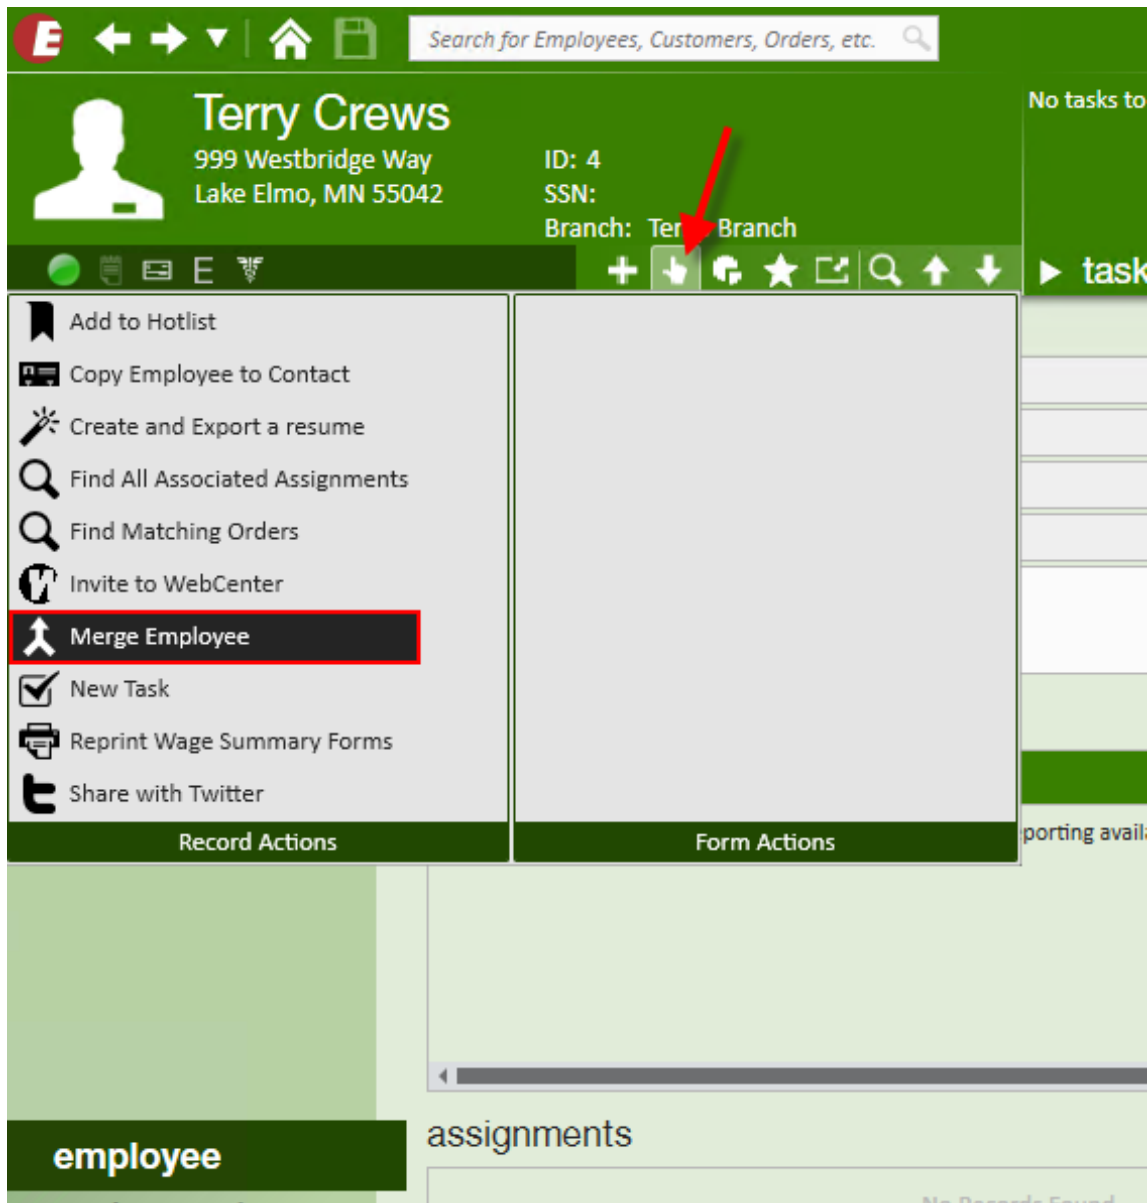 Search for Employees, Customers, Orders, etc.
Terry Crews
999 Westbridge Way
Lake Elmo, MN 55042
ID: 4
SSN:
Branch: Branch
No tasks to
E
task
Add to Hotlist
Copy Employee to Contact
Create and Export a resume
Find All Associated Assignments
Find Matching Orders
Invite to WebCenter
Merge Employee
New Task
Reprint Wage Summary Forms
Share with Twitter
Record Actions
Form Actions
porting avail
assignments
employee
No Records Found